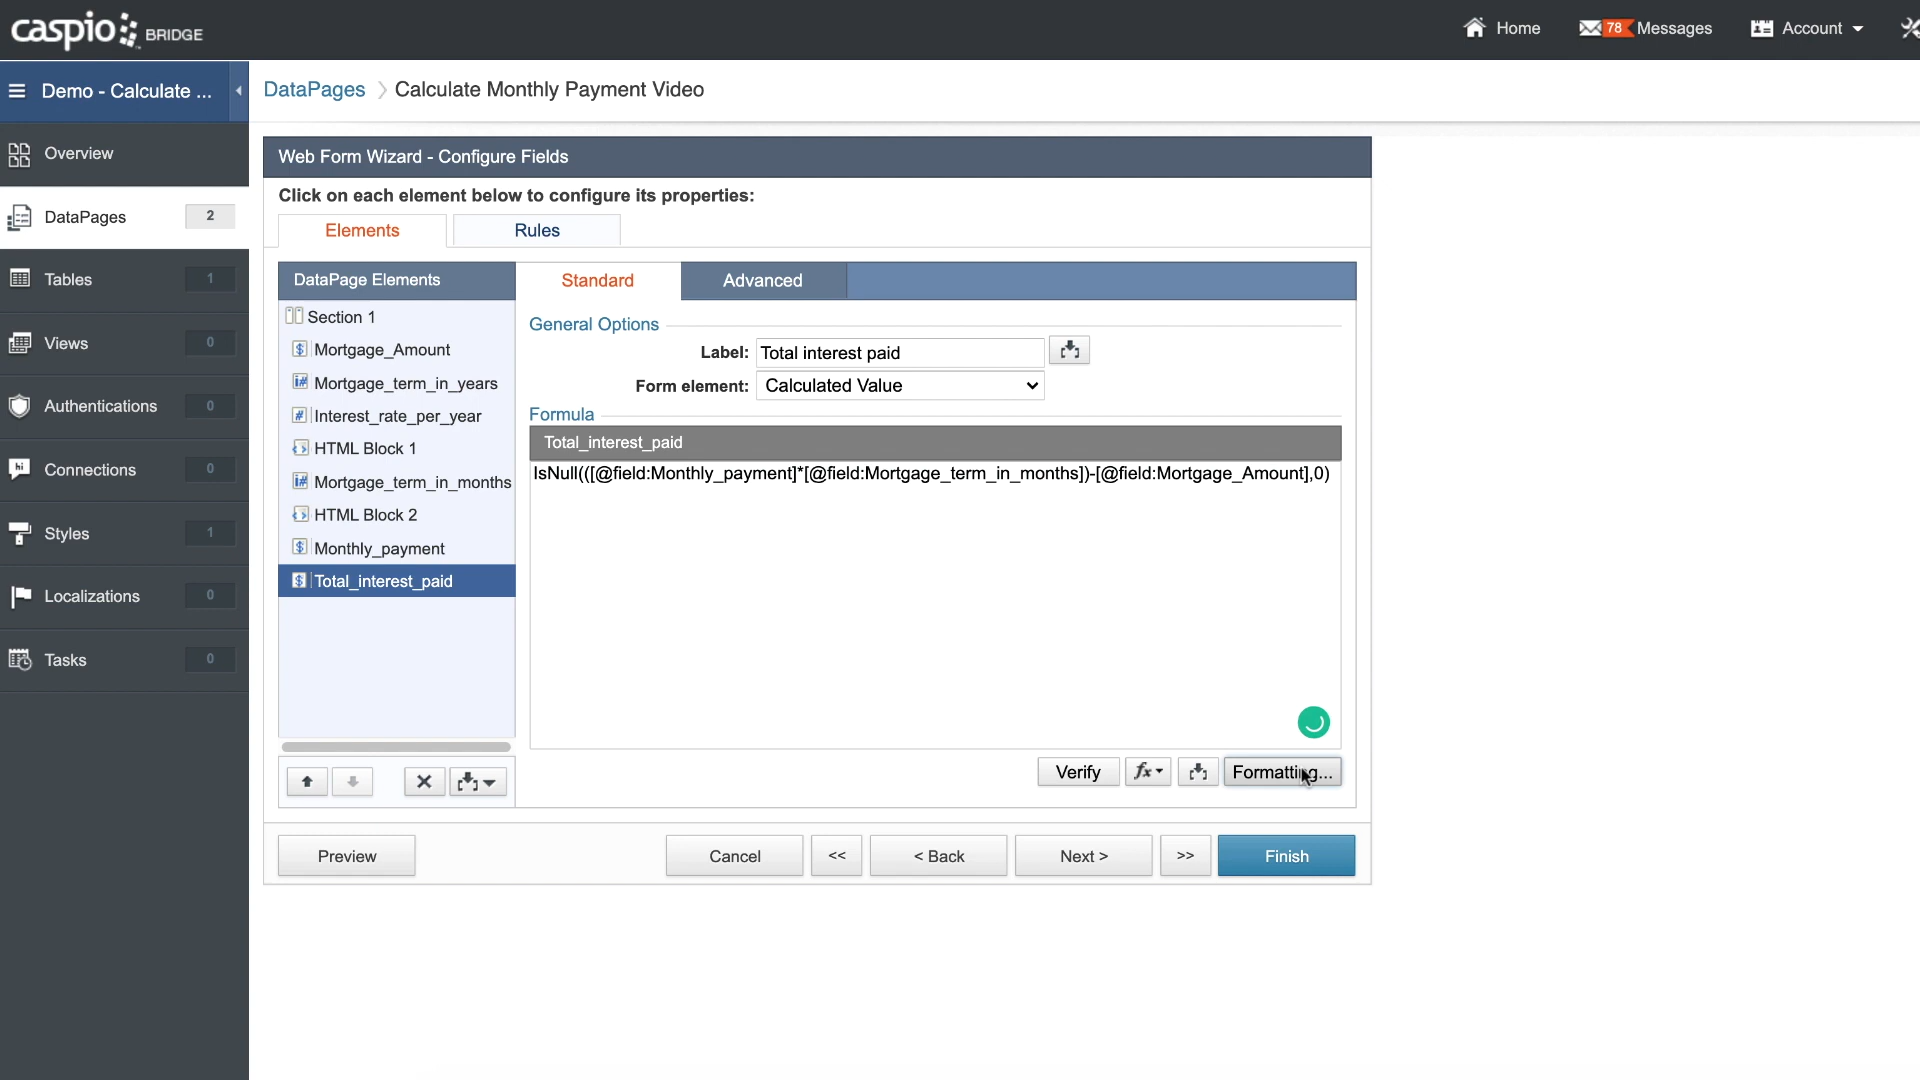 caspio BRIDGE
Home
78 Messages
Account
Demo - Calculate ...
DataPages > Calculate Monthly Payment Video
Overview
DataPages 2
Tables 1
Views 0
Authentications 0
Connections 0
Styles 1
Localizations 0
Tasks 0
Web Form Wizard - Configure Fields
Click on each element below to configure its properties:
Elements
Rules
DataPage Elements
Section 1
Mortgage_Amount
Mortgage_term_in_years
Interest_rate_per_year
HTML Block 1
Mortgage_term_in_months
HTML Block 2
Monthly_payment
Total_interest_paid
Standard
Advanced
General Options
Label: Total interest paid
Form element: Calculated Value
Formula
Total_interest_paid
IsNull(([@field:Monthly_payment]*[@field:Mortgage_term_in_months])-[@field:Mortgage_Amount],0)
Verify
fx
Formatting...
Preview
Cancel
<<
< Back
Next >
>>
Finish